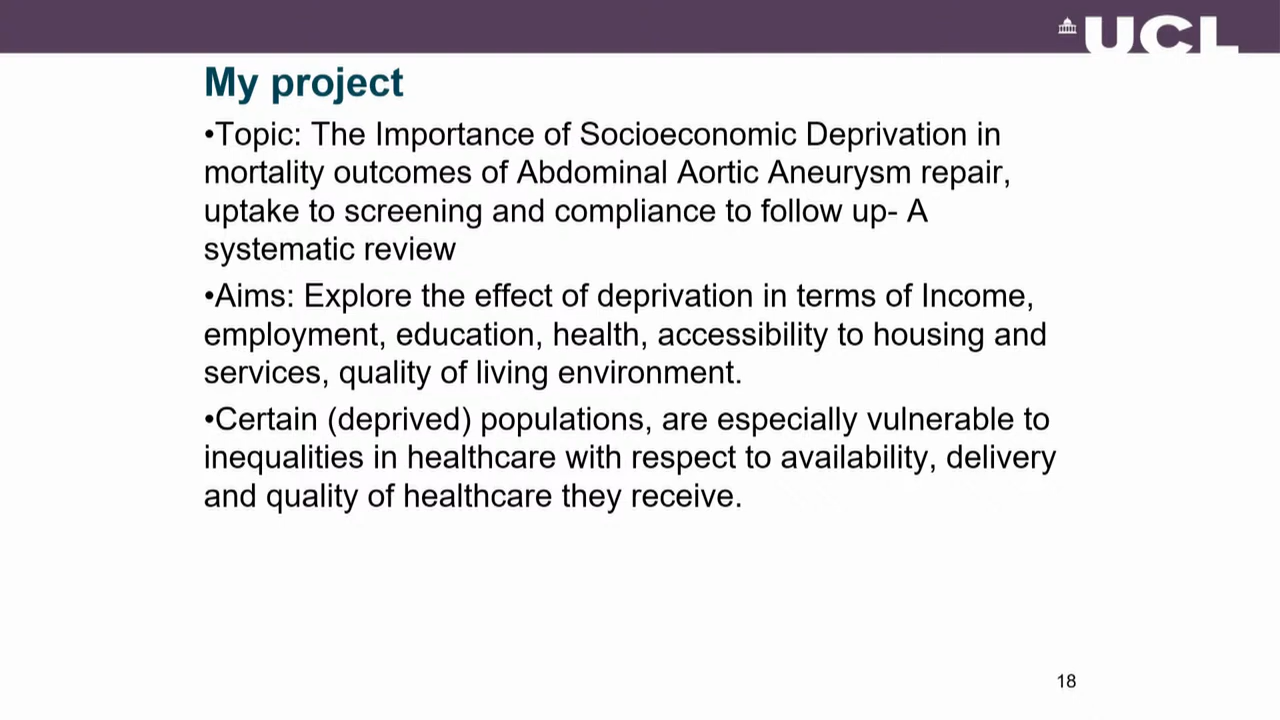 UCL
My project
•Topic: The Importance of Socioeconomic Deprivation in
mortality outcomes of Abdominal Aortic Aneurysm repair,
uptake to screening and compliance to follow up- A
systematic review
•Aims: Explore the effect of deprivation in terms of Income,
employment, education, health, accessibility to housing and
services, quality of living environment.
•Certain (deprived) populations, are especially vulnerable to
inequalities in healthcare with respect to availability, delivery
and quality of healthcare they receive.
18